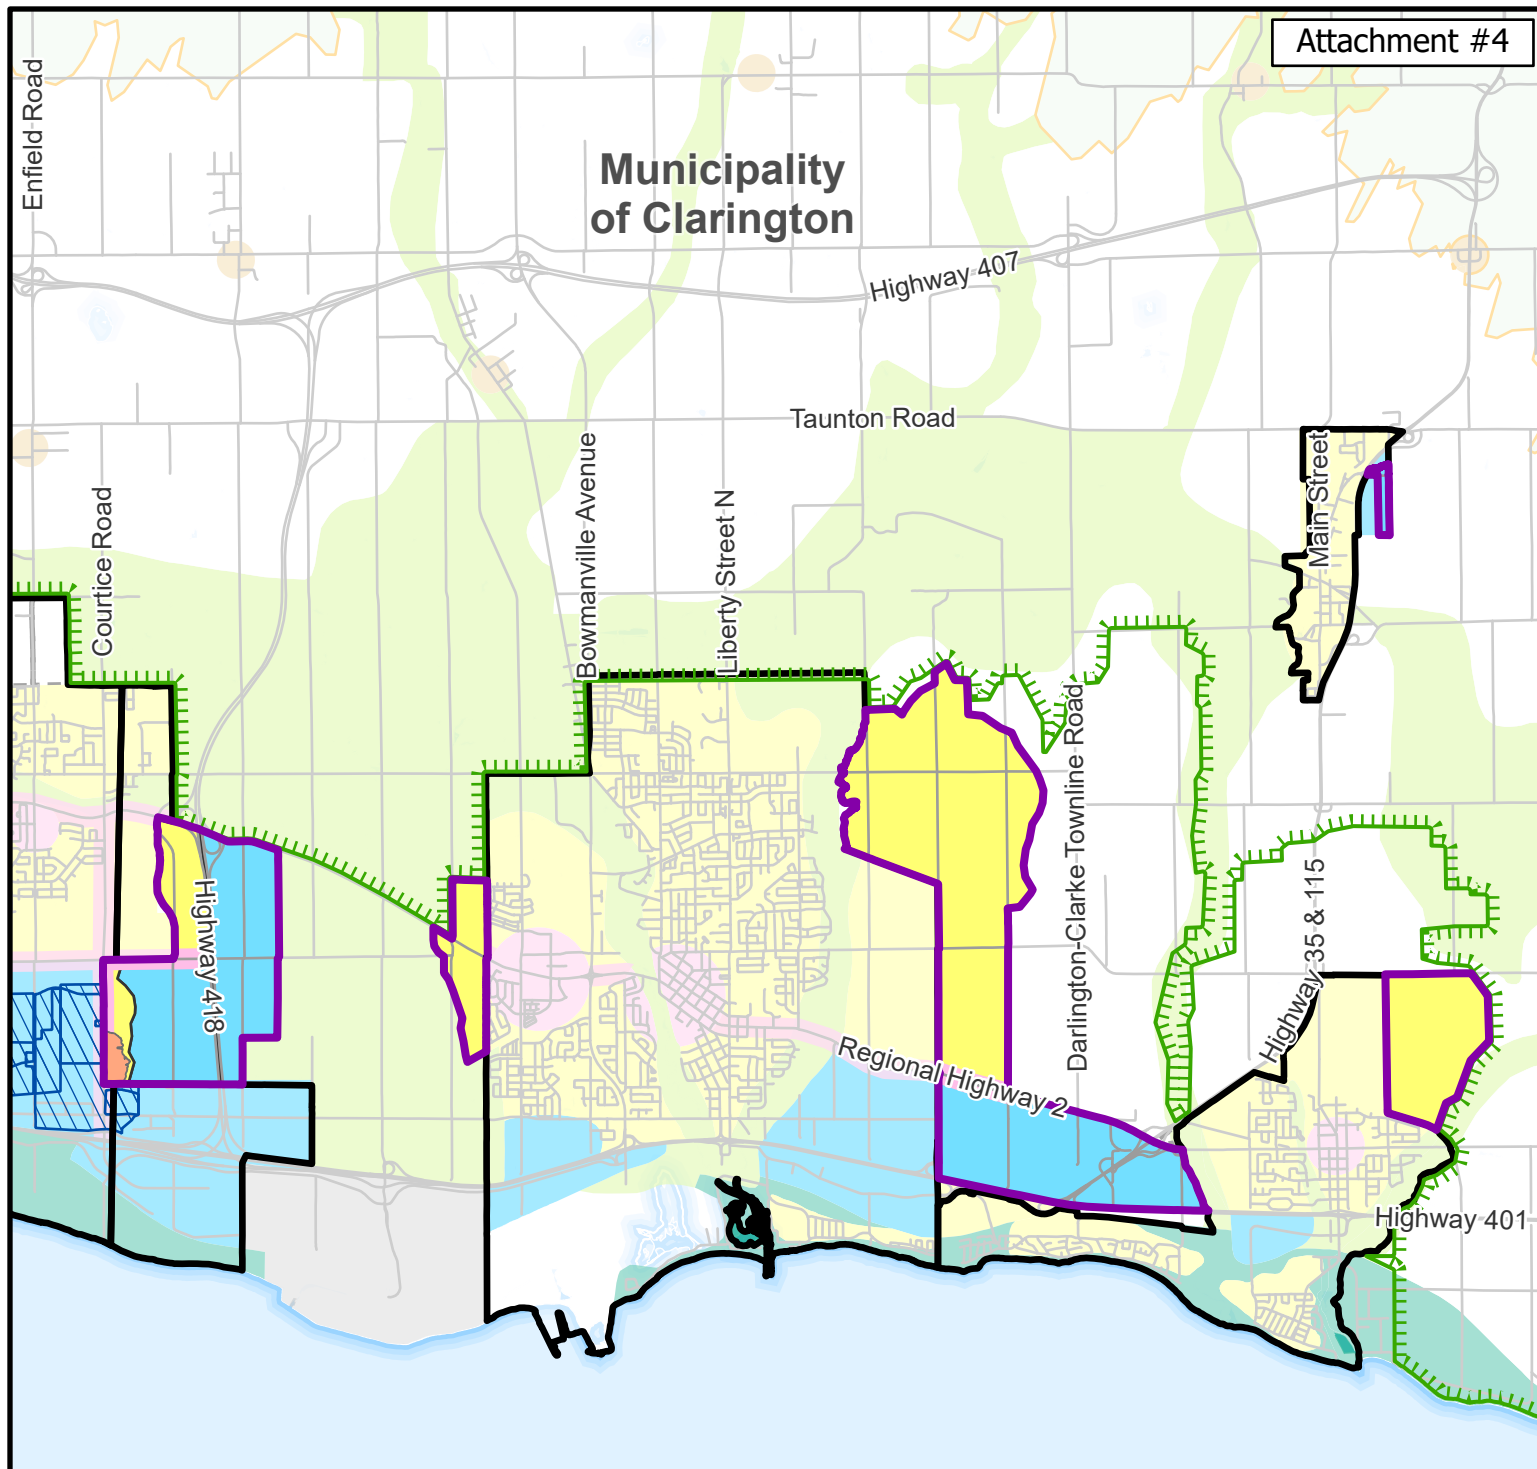 Attachment #4
Enfield Road
Municipality
of Clarington
Highway 407
Taunton Road
Main Street
Bowmanville Avenue
Liberty Street N
Courtice Road
Darlington-Clarke Townline Road
Highway 35 & 115
Highway 418
Regional Highway 2
Highway 401